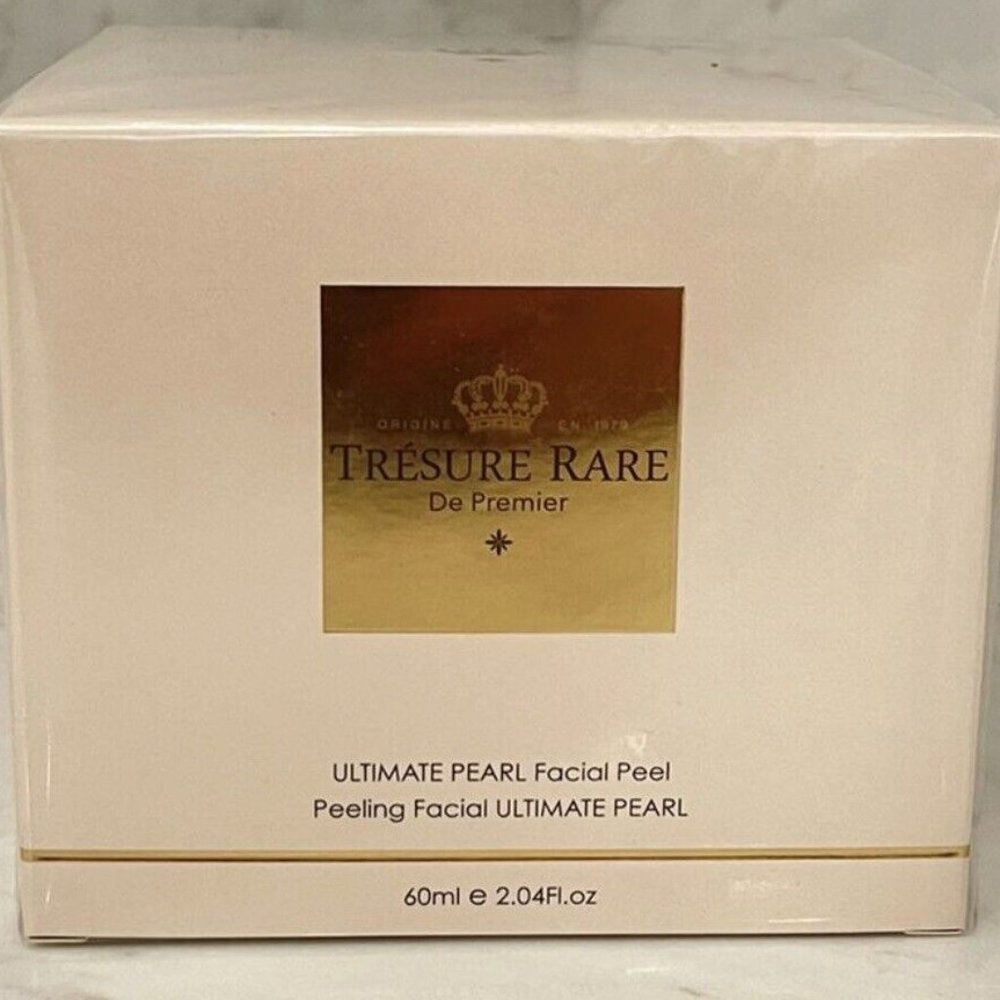 ORIGINE EN 1979
TRÉSURE RARE
De Premier
ULTIMATE PEARL Facial Peel
Peeling Facial ULTIMATE PEARL
60ml e 2.04Fl.oz